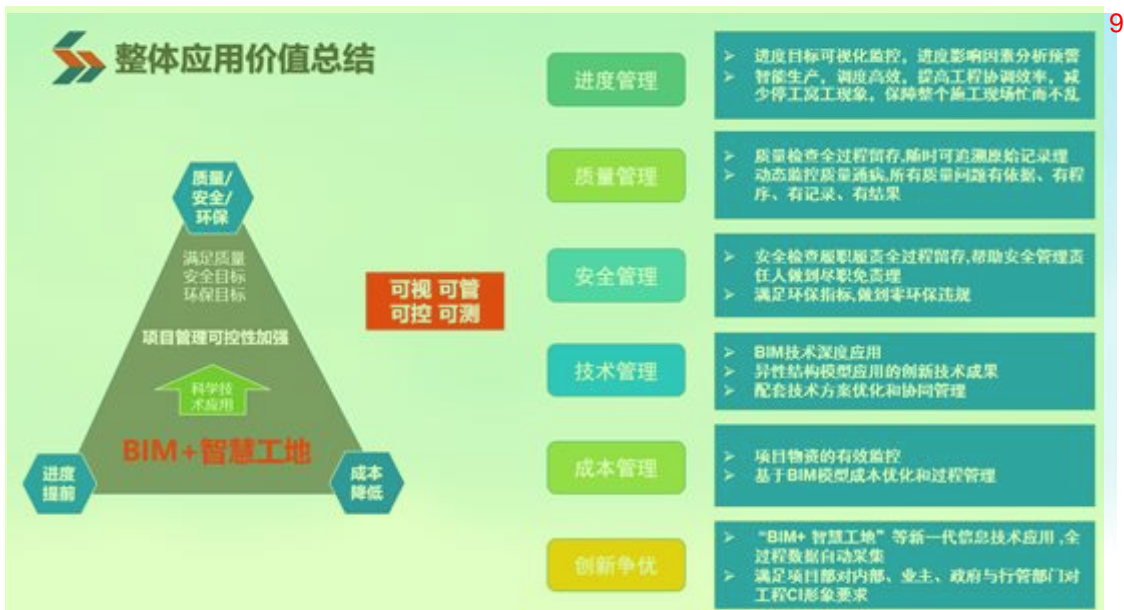 9
整体应用价值总结
质量/
安全/
环保
满足质量
安全目标
环保目标
项目管理可控性加强
科学技
术应用
BIM+智慧工地
进度
提前
成本
降低
可视 可管
可控 可测
进度管理
➢ 进度目标可视化监控，进度影响因素分析预警
➢ 智能生产，调度高效，提高工程协调效率，减
少停工窝工现象，保障整个施工现场忙而不乱
质量管理
➢ 质量检查全过程留存,随时可追溯原始记录理
➢ 动态监控质量通病,所有质量问题有依据、有程
序、有记录、有结果
安全管理
➢ 安全检查履职履责全过程留存,帮助安全管理责
任人做到尽职免责理
➢ 满足环保指标,做到零环保违规
技术管理
➢ BIM技术深度应用
➢ 异性结构模型应用的创新技术成果
➢ 配套技术方案优化和协同管理
成本管理
➢ 项目物资的有效监控
➢ 基于BIM模型成本优化和过程管理
创新争优
➢ “BIM+ 智慧工地”等新一代信息技术应用 ,全
过程数据自动采集
➢ 满足项目部对内部、业主、政府与行管部门对
工程CI形象要求